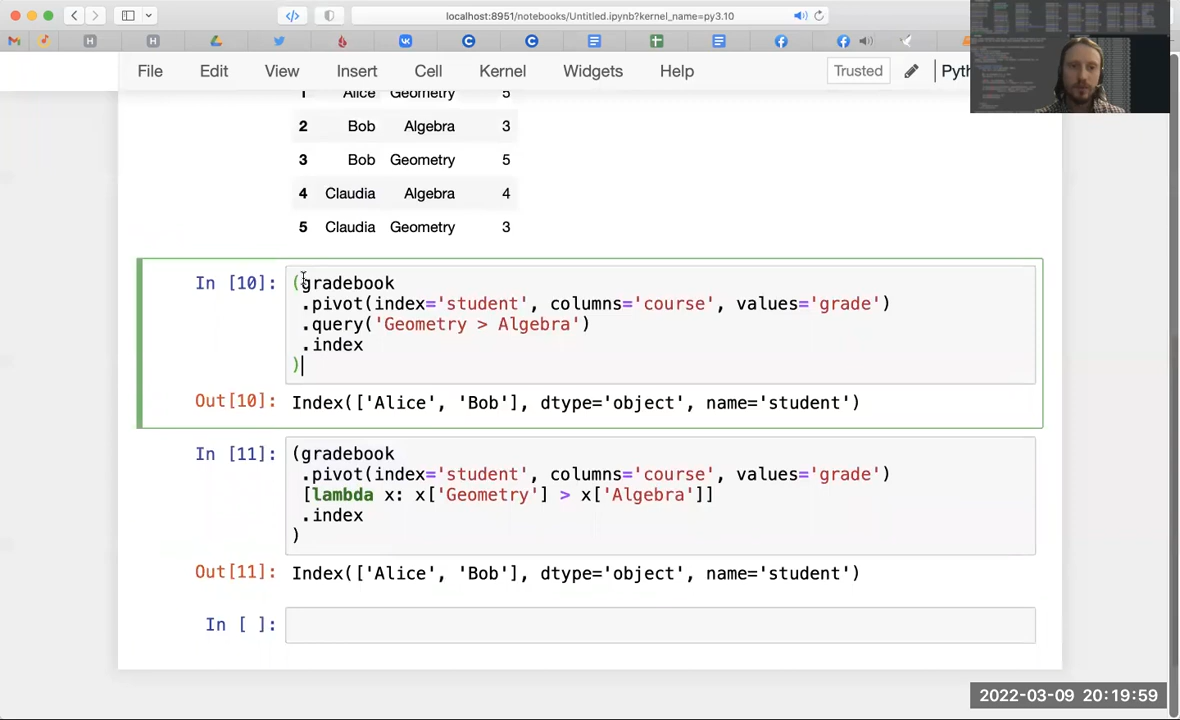 localhost:8951/notebooks/Untitled.ipynb?kernel_name=py3.10
File Edit View Insert Cell Kernel Widgets Help Trusted
1 Alice Geometry 5
2 Bob Algebra 3
3 Bob Geometry 5
4 Claudia Algebra 4
5 Claudia Geometry 3
In [10]: (gradebook
.pivot(index='student', columns='course', values='grade')
.query('Geometry > Algebra')
.index
)
Out[10]: Index(['Alice', 'Bob'], dtype='object', name='student')
In [11]: (gradebook
.pivot(index='student', columns='course', values='grade')
[lambda x: x['Geometry'] > x['Algebra']]
.index
)
Out[11]: Index(['Alice', 'Bob'], dtype='object', name='student')
In [ ]:
2022-03-09 20:19:59